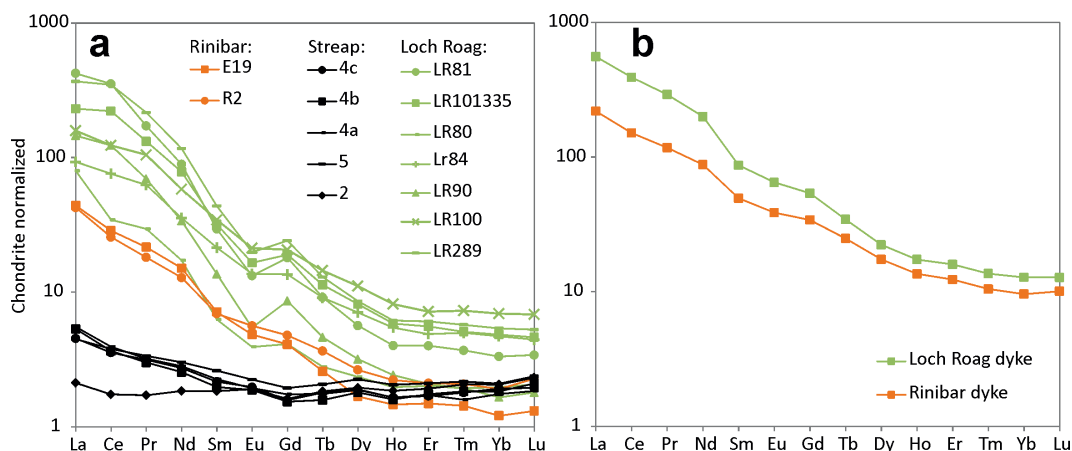 a
b
1000
100
10
1
Chondrite normalized
Rinibar:
E19
R2
Streap:
4c
4b
4a
5
2
Loch Roag:
LR81
LR101335
LR80
Lr84
LR90
LR100
LR289
La Ce Pr Nd Sm Eu Gd Tb Dy Ho Er Tm Yb Lu
1000
100
10
1
Loch Roag dyke
Rinibar dyke
La Ce Pr Nd Sm Eu Gd Tb Dy Ho Er Tm Yb Lu